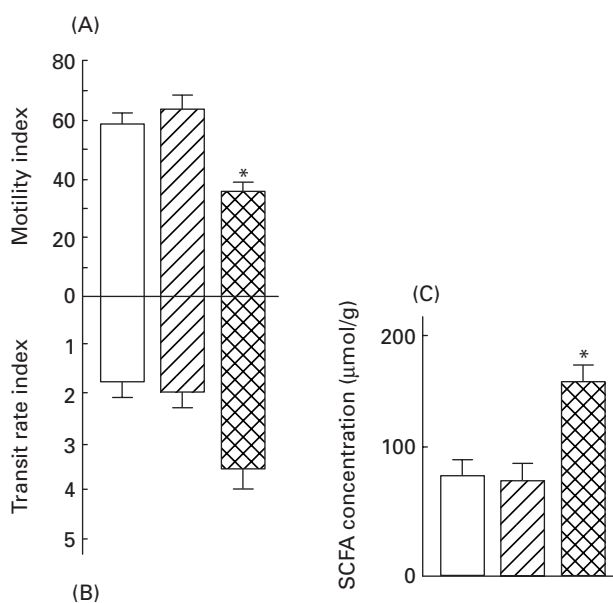 (A)
80
60
40
20
0
Motility index
*
1
2
3
4
5
Transit rate index
(B)
(C)
200
100
0
SCFA concentration (μmol/g)
*